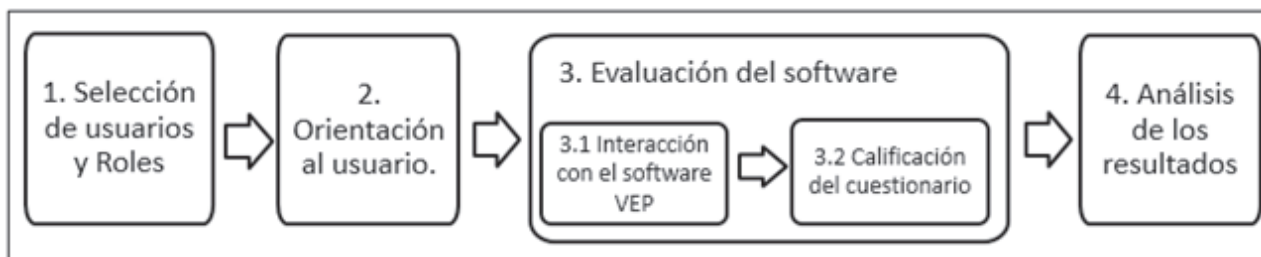 1. Selección
de usuarios
y Roles
2.
Orientación
al usuario.
3. Evaluación del software
3.1 Interacción
con el software
VEP
3.2 Calificación
del cuestionario
4. Análisis
de los
resultados